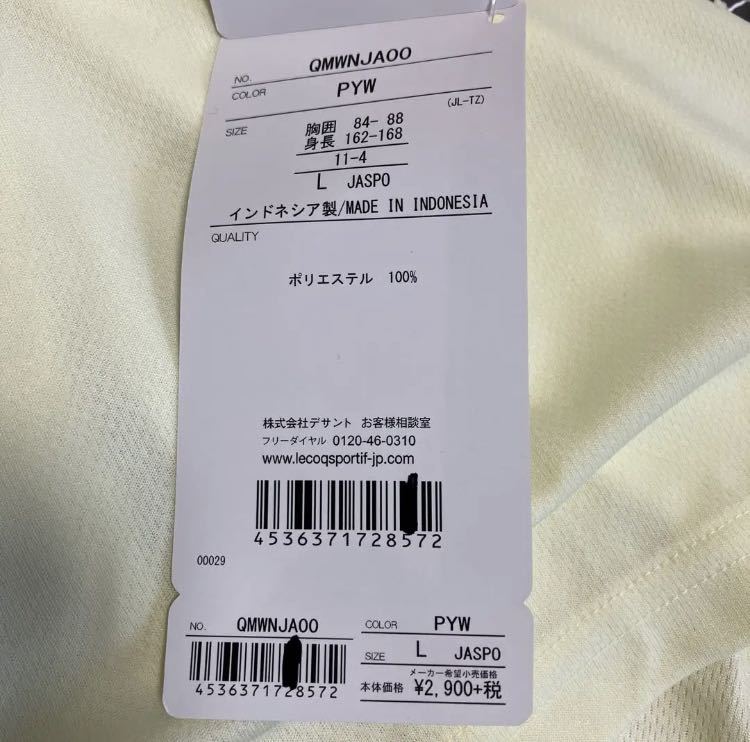 NO. QMWNJA00
COLOR PYW
(JL-TZ)
SIZE 胸囲 84- 88
身長 162-168
11-4
L JASPO
インドネシア製/MADE IN INDONESIA
QUALITY
ポリエステル 100%
株式会社デサント お客様相談室
フリーダイヤル 0120-46-0310
www.lecoqsportif-jp.com
4536371728572
00029
NO. QMWNJA00
4536371728572
COLOR PYW
SIZE L JASPO
メーカー希望小売価格
本体価格 ¥2,900+税